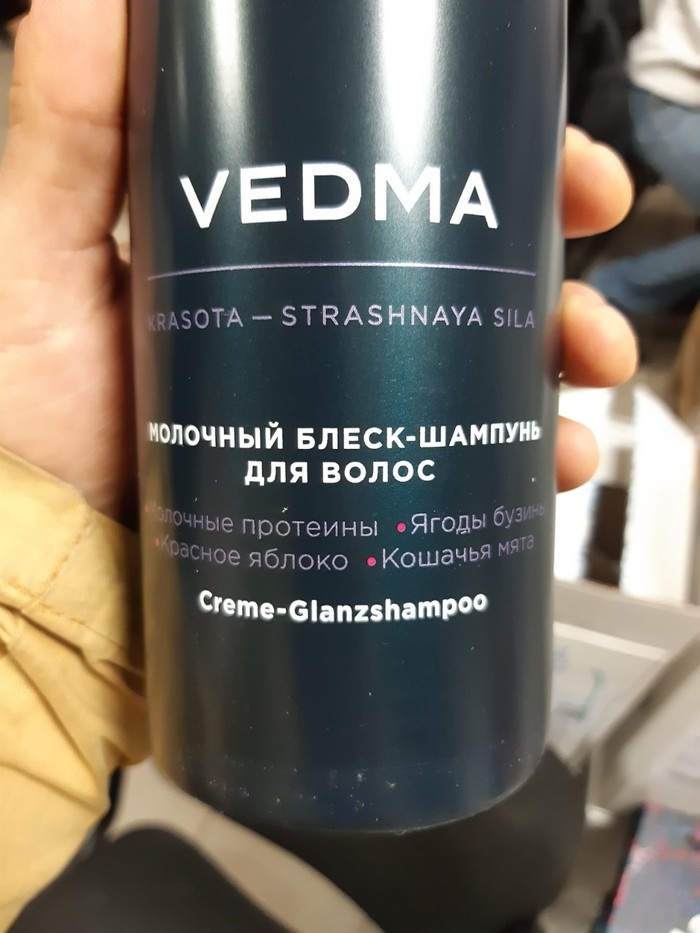 VEDMA
KRASOTA — STRASHNAYA SILA
МОЛОЧНЫЙ БЛЕСК-ШАМПУНЬ
ДЛЯ ВОЛОС
•Молочные протеины •Ягоды бузины
•Красное яблоко •Кошачья мята
Creme-Glanzshampoo